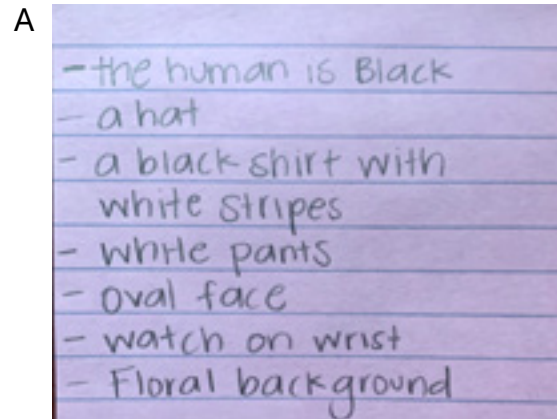 A
- the human is Black
- a hat
- a black shirt with
white stripes
- white pants
- oval face
- watch on wrist
- Floral background